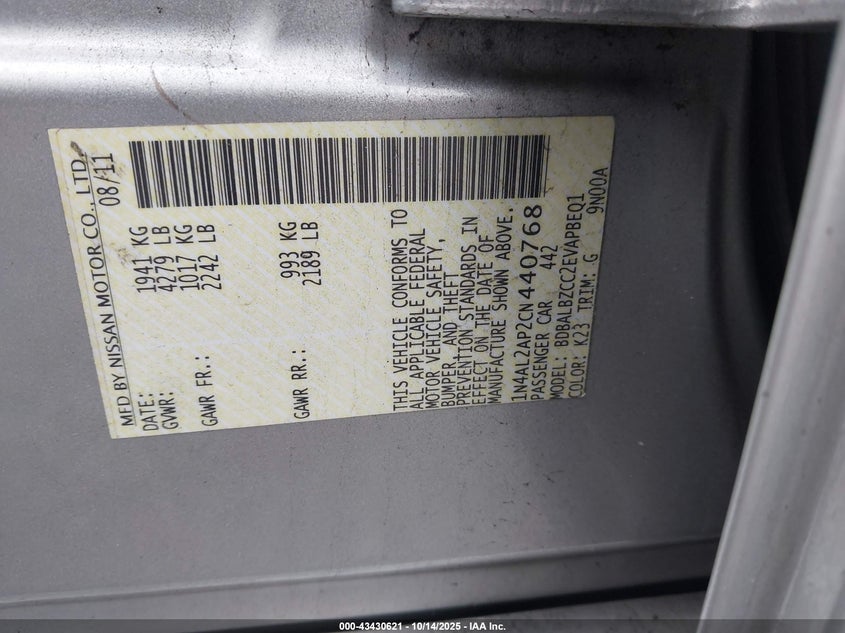 MFD BY NISSAN MOTOR CO., LTD.
DATE: 08/11
GVWR: 1941 KG
4279 LB
GAWR FR.: 1017 KG
2242 LB
GAWR RR.: 993 KG
2189 LB
THIS VEHICLE CONFORMS TO
ALL APPLICABLE FEDERAL
MOTOR VEHICLE SAFETY,
BUMPER, AND THEFT
PREVENTION STANDARDS IN
EFFECT ON THE DATE OF
MANUFACTURE SHOWN ABOVE.
1N4AL2AP2CN440768
PASSENGER CAR 442
MODEL: BDBALBZCC2EVAPBEQ1
COLOR: K23 TRIM: G 9N00A
000-43430621 - 10/14/2025 - IAA Inc.